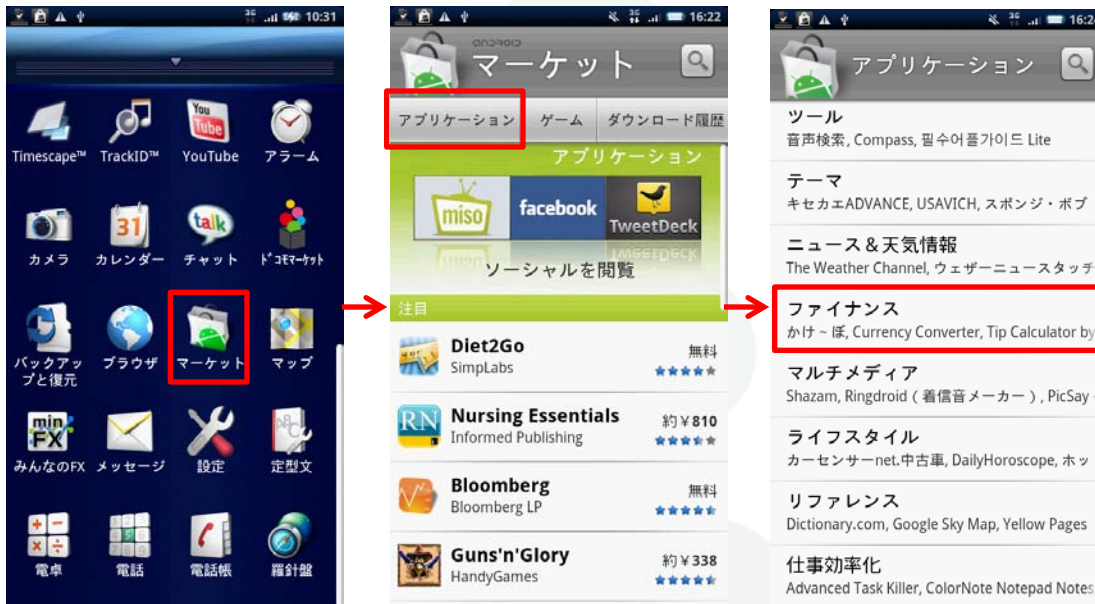 3G 10:31
Timescape™ TrackID™ YouTube アラーム
You
Tube
カメラ カレンダー チャット ﾄﾞｺﾓﾏｰｹｯﾄ
31
talk
バックアッ
プと復元
ブラウザ マーケット マップ
min
FX
ABC
みんなのFX メッセージ 設定 定型文
電卓 電話 電話帳 羅針盤
3G 16:22
ANDROID
マーケット
アプリケーション ゲーム ダウンロード履歴
アプリケーション
miso facebook TweetDeck
ソーシャルを閲覧
注目
Diet2Go 無料
SimpLabs
RN
Nursing Essentials 約¥810
Informed Publishing
Bloomberg 無料
Bloomberg LP
Guns'n'Glory 約¥338
HandyGames
3G 16:24
アプリケーション
ツール
音声検索, Compass, 필수어플가이드 Lite
テーマ
キセカエADVANCE, USAVICH, スポンジ・ボブ
ニュース＆天気情報
The Weather Channel, ウェザーニュースタッチ
ファイナンス
かけ～ぼ, Currency Converter, Tip Calculator by
マルチメディア
Shazam, Ringdroid（着信音メーカー）, PicSay -
ライフスタイル
カーセンサーnet.中古車, DailyHoroscope, ホッ
リファレンス
Dictionary.com, Google Sky Map, Yellow Pages
仕事効率化
Advanced Task Killer, ColorNote Notepad Notes